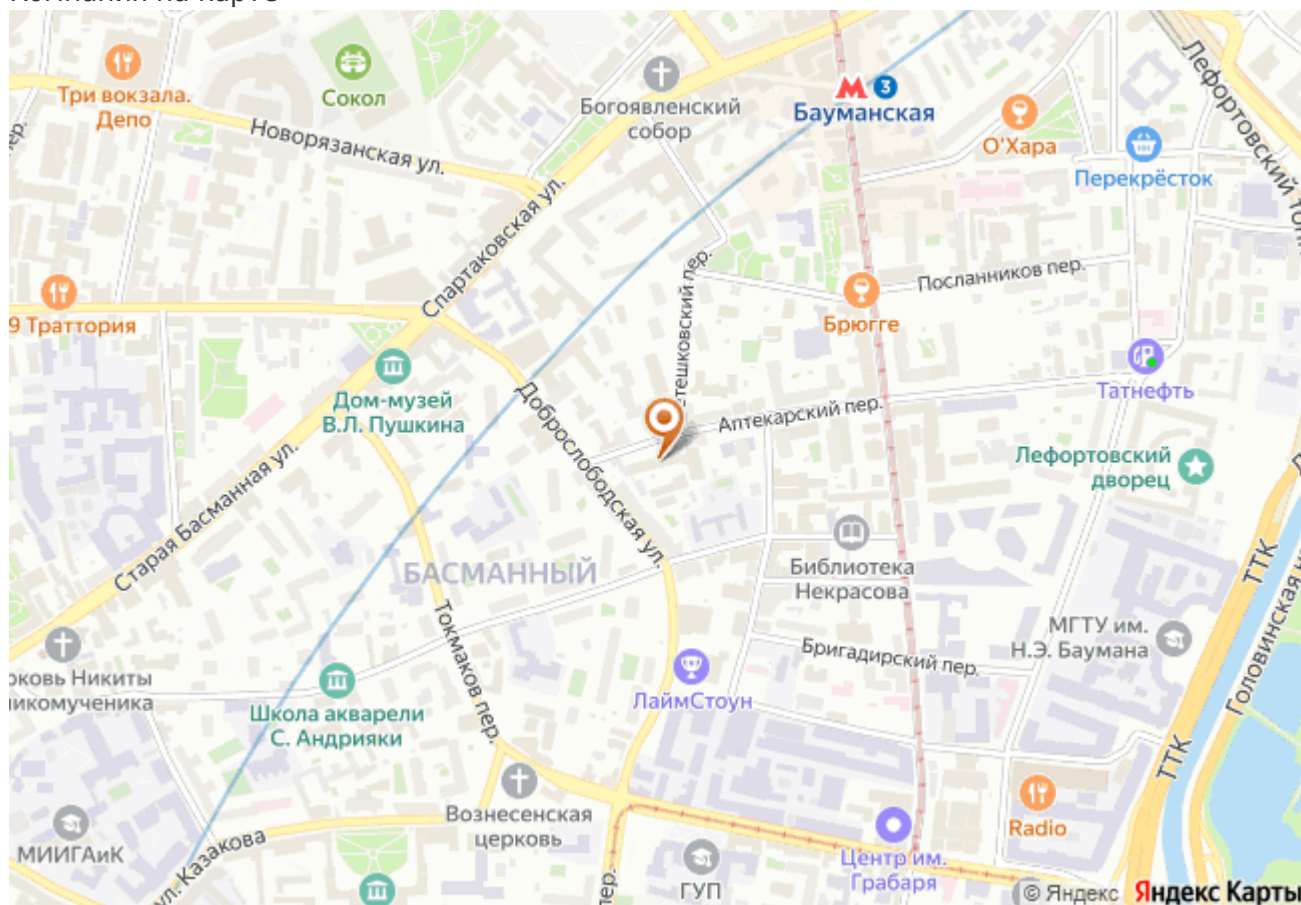 Три вокзала.
Депо
Сокол
Новорязанская ул.
Богоявленский
собор
Бауманская
3
О'Хара
Перекрёсток
Спартаковская ул.
Посланников пер.
Брюгге
9 Траттория
Дом-музей
В.Л. Пушкина
Татнефть
Аптекарский пер.
Доброслободская ул.
Лефортовский
дворец
Старая Басманная ул.
БАСМАННЫЙ
Библиотека
Некрасова
ТТК
Токмаков пер.
Бригадирский пер.
МГТУ им.
Н.Э. Баумана
ЛаймСтоун
Школа акварели
С. Андрияки
ТТК
Вознесенская
церковь
Radio
МИИГАиК
ул. Казакова
Центр им.
Грабаря
ГУП
пер.
© Яндекс Яндекс Карты